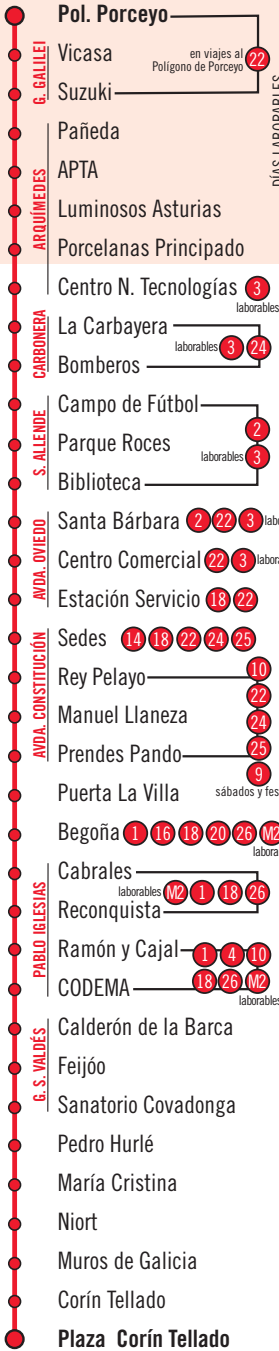 Pol. Porceyo
G. GALILEI
Vicasa
en viajes al
Polígono de Porceyo
22
Suzuki
DÍAS LABORABLES
ARQUÍMEDES
Pañeda
APTA
Luminosos Asturias
Porcelanas Principado
Centro N. Tecnologías 3
laborables
CARBONERA
La Carbayera
laborables 3 24
Bomberos
S. ALLENDE
Campo de Fútbol
2
Parque Roces
laborables 3
Biblioteca
AVDA. OVIEDO
Santa Bárbara 2 22 3
Centro Comercial 22 3
Estación Servicio 18 22
AVDA. CONSTITUCIÓN
Sedes 14 18 22 24 25
Rey Pelayo 10
22
Manuel Llaneza 24
Prendes Pando 25
9
Puerta La Villa sábados y fes
Begoña 1 16 18 20 26 M2
labora
PABLO IGLESIAS
Cabrales
laborables M2 1 18 26
Reconquista
Ramón y Cajal 1 4 10
CODEMA 18 26 M2
laborables
G. S. VALDÉS
Calderón de la Barca
Feijóo
Sanatorio Covadonga
Pedro Hurlé
María Cristina
Niort
Muros de Galicia
Corín Tellado
Plaza Corín Tellado